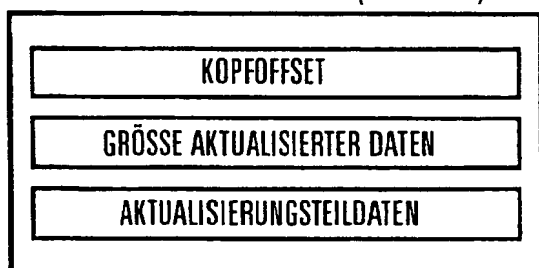 KOPFOFFSET
GRÖSSE AKTUALISIERTER DATEN
AKTUALISIERUNGSTEILDATEN